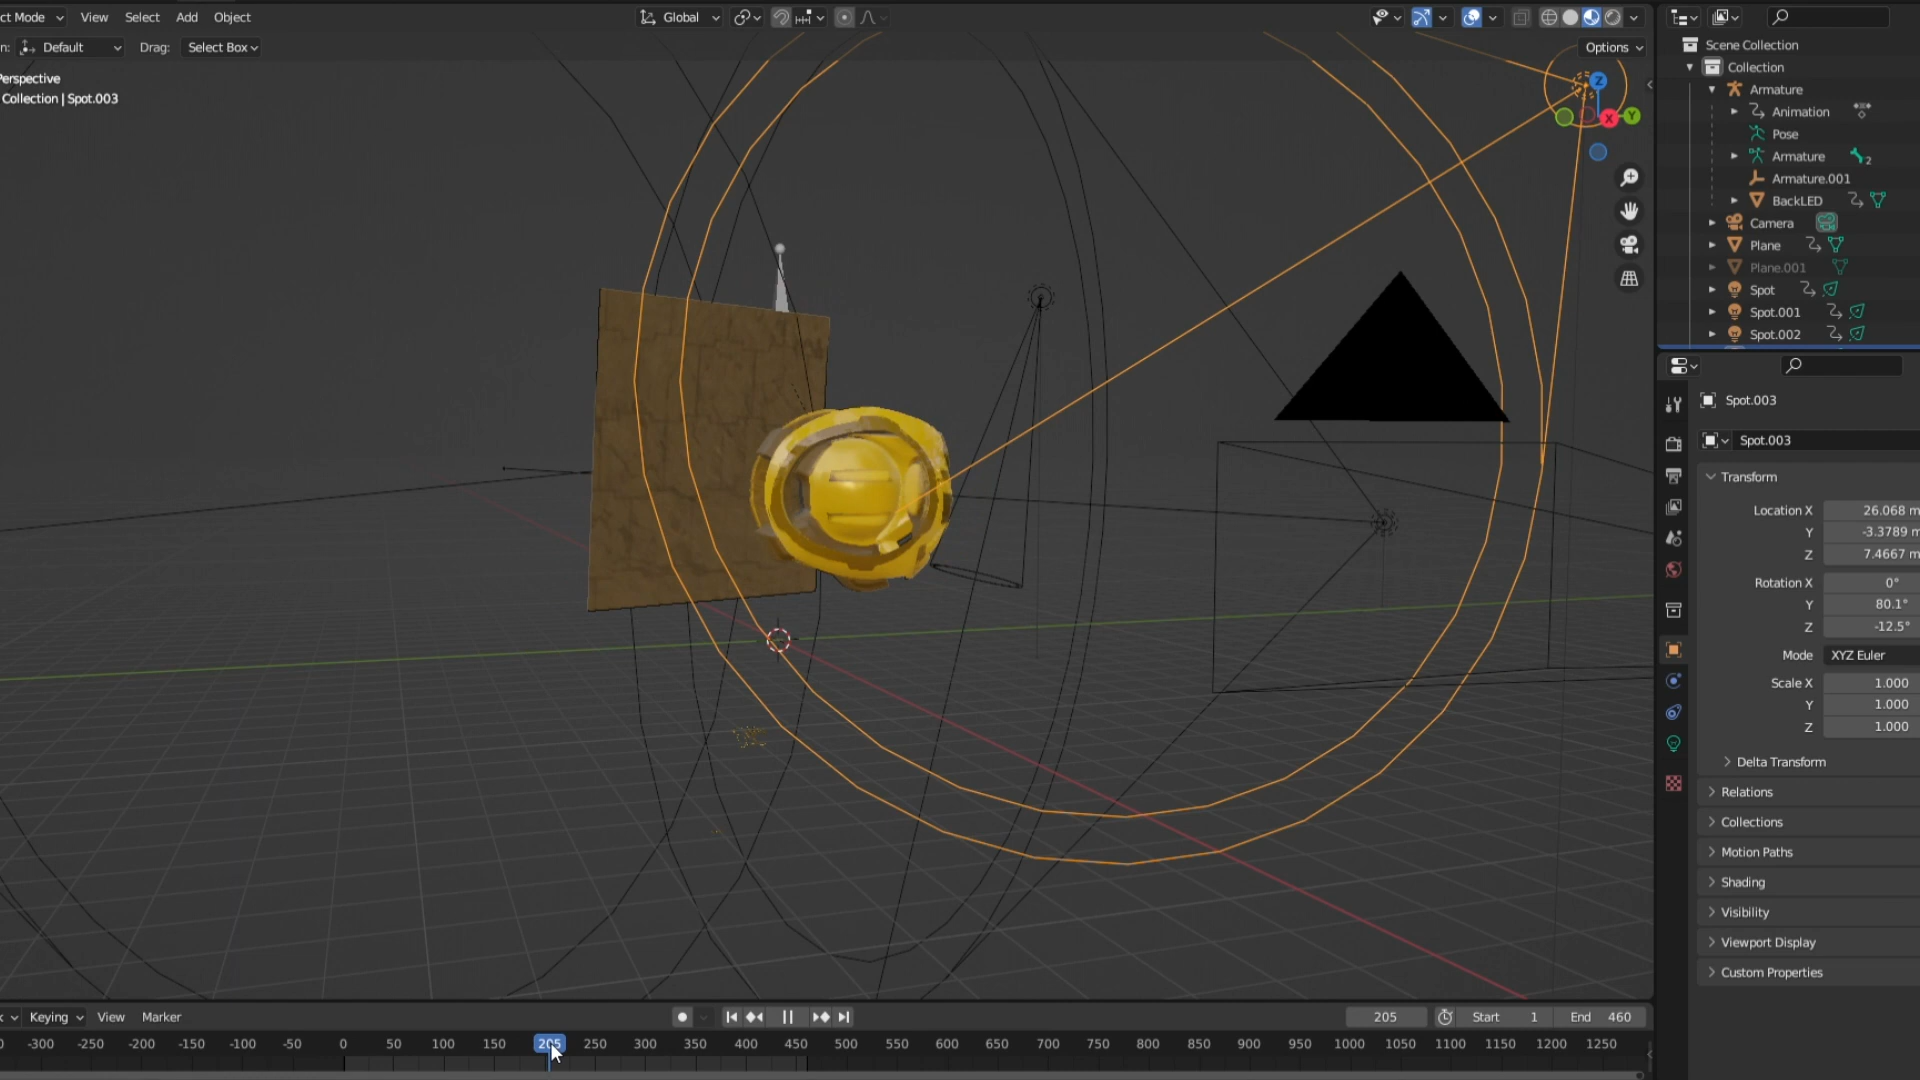 ct Mode View Select Add Object Global
n: Default Drag: Select Box Options
Perspective
Collection | Spot.003
Z
X
Y
Scene Collection
Collection
Armature
Animation
Pose
Armature 2
Armature.001
BackLED
Camera
Plane
Plane.001
Spot
Spot.001
Spot.002
Spot.003
Spot.003
Transform
Location X 26.068 m
Y -3.3789 m
Z 7.4667 m
Rotation X 0°
Y 80.1°
Z -12.5°
Mode XYZ Euler
Scale X 1.000
Y 1.000
Z 1.000
Delta Transform
Relations
Collections
Motion Paths
Shading
Visibility
Viewport Display
Custom Properties
k Keying View Marker 205 Start 1 End 460
0 -300 -250 -200 -150 -100 -50 0 50 100 150 205 250 300 350 400 450 500 550 600 650 700 750 800 850 900 950 1000 1050 1100 1150 1200 1250